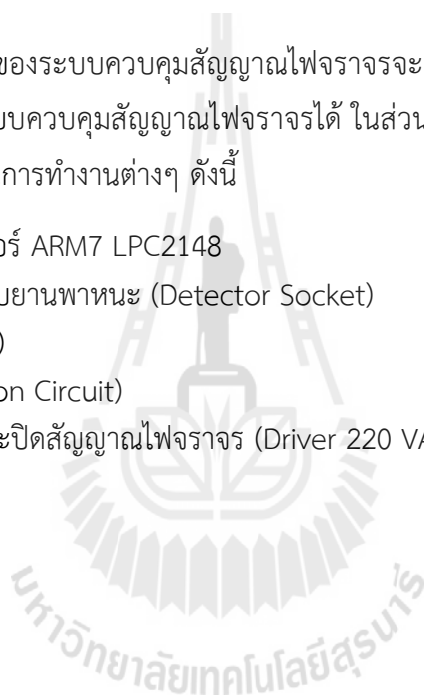 ของระบบควบคุมสัญญาณไฟจราจรจะ
บบควบคุมสัญญาณไฟจราจรได้ ในส่วน
การทำงานต่างๆ ดังนี้
อร์ ARM7 LPC2148
บยานพาหนะ (Detector Socket)
)
on Circuit)
ะปิดสัญญาณไฟจราจร (Driver 220 VA
มหาวิทยาลัยเทคโนโลยีสุรนารี